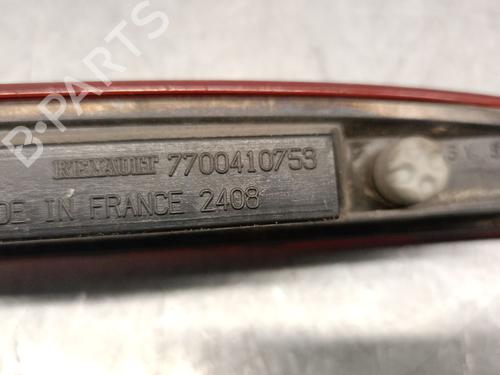 B-PARTS
RENAULT 7700410753
DE IN FRANCE 2408